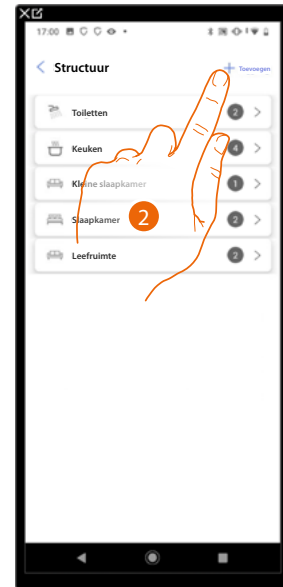 17:00
Structuur
Toevoegen
Toiletten 2
Keuken 4
Kleine slaapkamer 1
Slaapkamer 2
2
Leefruimte 2